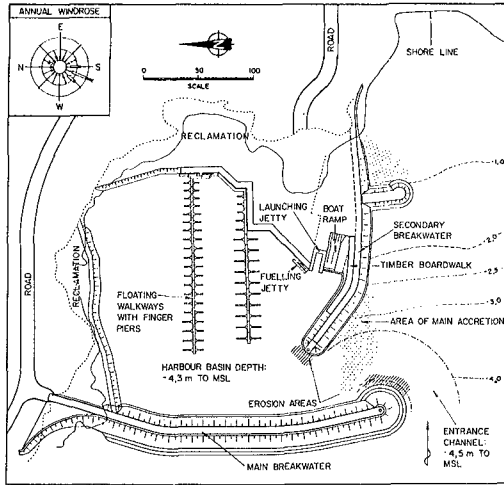 ANNUAL WINDROSE
E
N
S
W
N
0 50 100
SCALE
ROAD
SHORE LINE
RECLAMATION
1,0
LAUNCHING
JETTY
BOAT
RAMP
SECONDARY
BREAKWATER
-2,0
TIMBER BOARDWALK
-2,5
FUELLING
JETTY
ROAD
RECLAMATION
FLOATING
WALKWAYS
WITH FINGER
PIERS
-3,0
AREA OF MAIN ACCRETION
HARBOUR BASIN DEPTH:
-4,3 m TO MSL
EROSION AREAS
-4,0
ENTRANCE
CHANNEL:
-4,5 m TO
MSL
MAIN BREAKWATER